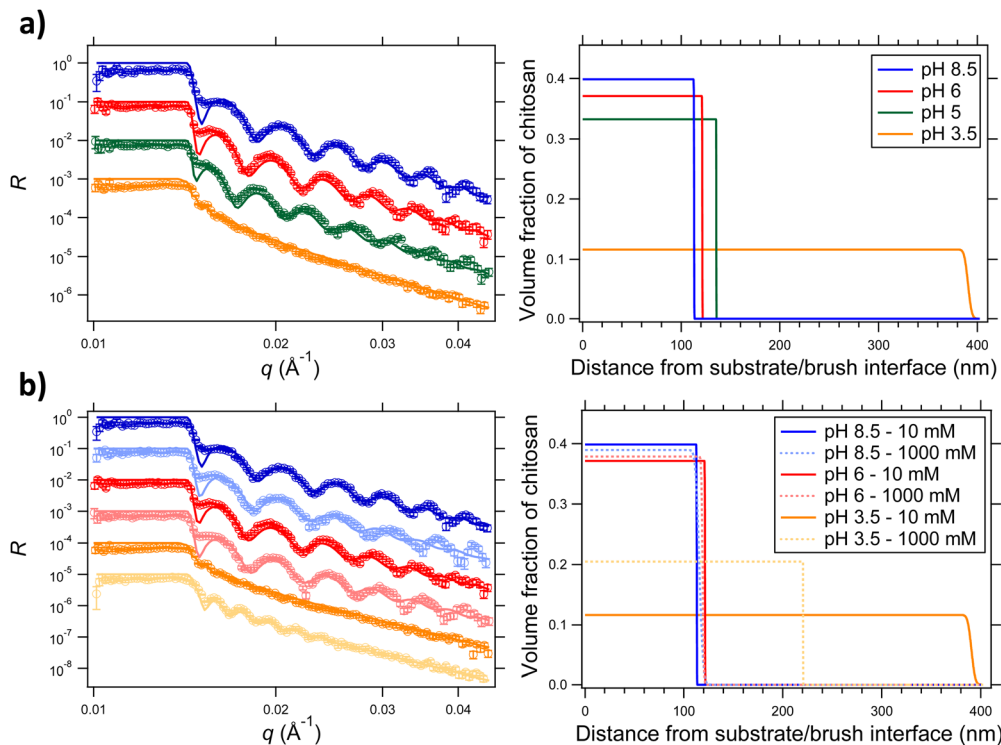 a)
10⁰
10⁻¹
10⁻²
10⁻³
10⁻⁴
10⁻⁵
10⁻⁶
R
0.01
0.02
0.03
0.04
q (Å⁻¹)
Volume fraction of chitosan
0.4
0.3
0.2
0.1
0.0
0
100
200
300
400
Distance from substrate/brush interface (nm)
pH 8.5
pH 6
pH 5
pH 3.5
b)
10⁰
10⁻¹
10⁻²
10⁻³
10⁻⁴
10⁻⁵
10⁻⁶
10⁻⁷
10⁻⁸
R
0.01
0.02
0.03
0.04
q (Å⁻¹)
Volume fraction of chitosan
0.4
0.3
0.2
0.1
0.0
0
100
200
300
400
Distance from substrate/brush interface (nm)
pH 8.5 - 10 mM
pH 8.5 - 1000 mM
pH 6 - 10 mM
pH 6 - 1000 mM
pH 3.5 - 10 mM
pH 3.5 - 1000 mM